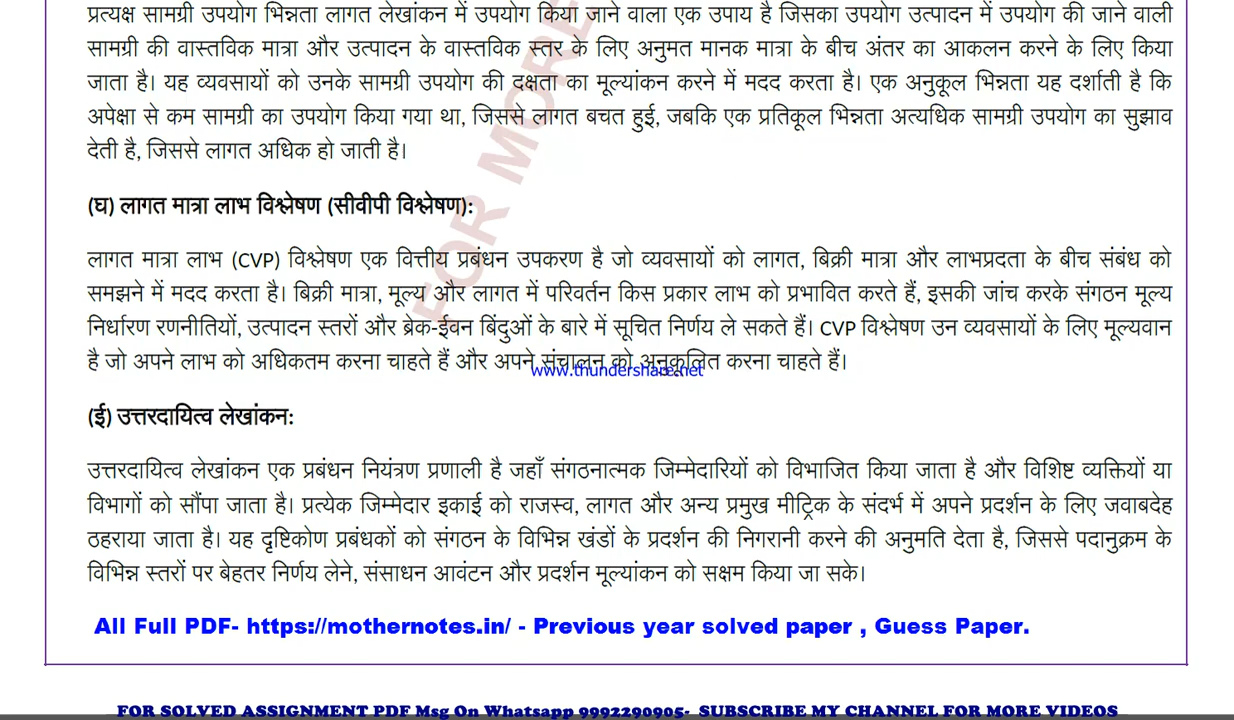 प्रत्यक्ष सामग्री उपयोग भिन्नता लागत लेखांकन में उपयोग किया जाने वाला एक उपाय है जिसका उपयोग उत्पादन में उपयोग की जाने वाली
सामग्री की वास्तविक मात्रा और उत्पादन के वास्तविक स्तर के लिए अनुमत मानक मात्रा के बीच अंतर का आकलन करने के लिए किया
जाता है। यह व्यवसायों को उनके सामग्री उपयोग की दक्षता का मूल्यांकन करने में मदद करता है। एक अनुकूल भिन्नता यह दर्शाती है कि
अपेक्षा से कम सामग्री का उपयोग किया गया था, जिससे लागत बचत हुई, जबकि एक प्रतिकूल भिन्नता अत्यधिक सामग्री उपयोग का सुझाव
देती है, जिससे लागत अधिक हो जाती है।
(घ) लागत मात्रा लाभ विश्लेषण (सीवीपी विश्लेषण):
लागत मात्रा लाभ (CVP) विश्लेषण एक वित्तीय प्रबंधन उपकरण है जो व्यवसायों को लागत, बिक्री मात्रा और लाभप्रदता के बीच संबंध को
समझने में मदद करता है। बिक्री मात्रा, मूल्य और लागत में परिवर्तन किस प्रकार लाभ को प्रभावित करते हैं, इसकी जांच करके संगठन मूल्य
निर्धारण रणनीतियों, उत्पादन स्तरों और ब्रेक-ईवन बिंदुओं के बारे में सूचित निर्णय ले सकते हैं। CVP विश्लेषण उन व्यवसायों के लिए मूल्यवान
है जो अपने लाभ को अधिकतम करना चाहते हैं और अपने संचालन को अनुकूलित करना चाहते हैं।
www.thundershare.net
(ई) उत्तरदायित्व लेखांकन:
उत्तरदायित्व लेखांकन एक प्रबंधन नियंत्रण प्रणाली है जहाँ संगठनात्मक जिम्मेदारियों को विभाजित किया जाता है और विशिष्ट व्यक्तियों या
विभागों को सौंपा जाता है। प्रत्येक जिम्मेदार इकाई को राजस्व, लागत और अन्य प्रमुख मीट्रिक के संदर्भ में अपने प्रदर्शन के लिए जवाबदेह
ठहराया जाता है। यह दृष्टिकोण प्रबंधकों को संगठन के विभिन्न खंडों के प्रदर्शन की निगरानी करने की अनुमति देता है, जिससे पदानुक्रम के
विभिन्न स्तरों पर बेहतर निर्णय लेने, संसाधन आवंटन और प्रदर्शन मूल्यांकन को सक्षम किया जा सके।
All Full PDF- https://mothernotes.in/ - Previous year solved paper , Guess Paper.
FOR SOLVED ASSIGNMENT PDF Msg On Whatsapp 9992290905- SUBSCRIBE MY CHANNEL FOR MORE VIDEOS
FOR MORE